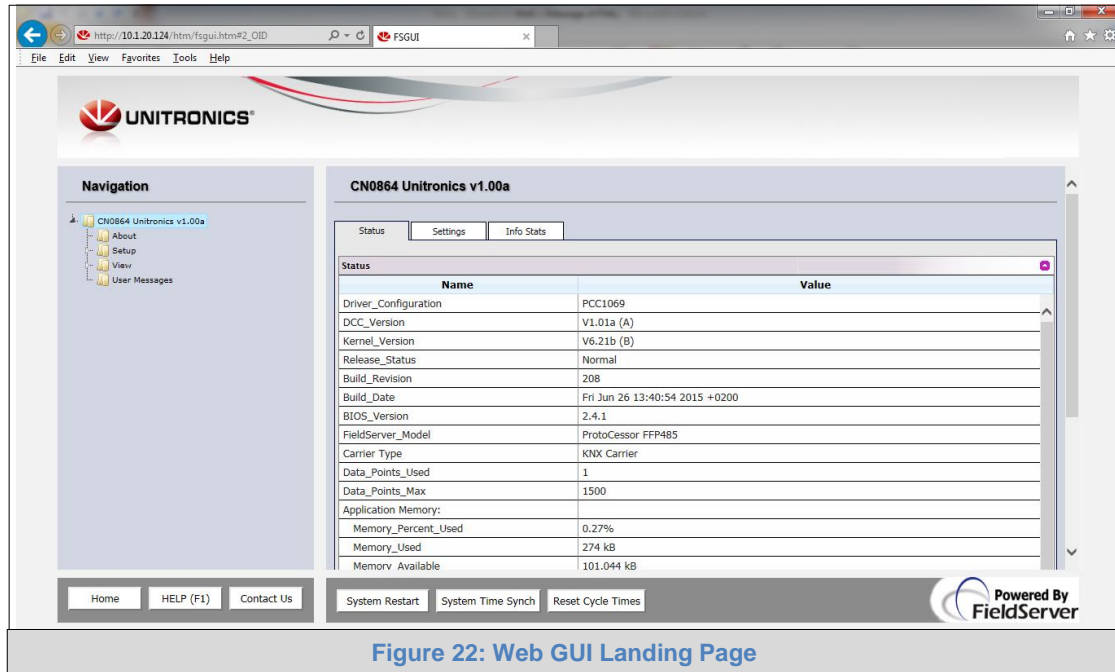 http://10.1.20.124/htm/fsgui.htm#2_OID
FSGUI
File Edit View Favorites Tools Help
UNITRONICS®
Navigation
CN0864 Unitronics v1.00a
About
Setup
View
User Messages
CN0864 Unitronics v1.00a
Status Settings Info Stats
Status
Name Value
Driver_Configuration PCC1069
DCC_Version V1.01a (A)
Kernel_Version V6.21b (B)
Release_Status Normal
Build_Revision 208
Build_Date Fri Jun 26 13:40:54 2015 +0200
BIOS_Version 2.4.1
FieldServer_Model ProtoCessor FFP485
Carrier Type KNX Carrier
Data_Points_Used 1
Data_Points_Max 1500
Application Memory:
Memory_Percent_Used 0.27%
Memory_Used 274 kB
Memory_Available 101.044 kB
Home HELP (F1) Contact Us
System Restart System Time Synch Reset Cycle Times
Powered By
FieldServer
Figure 22: Web GUI Landing Page